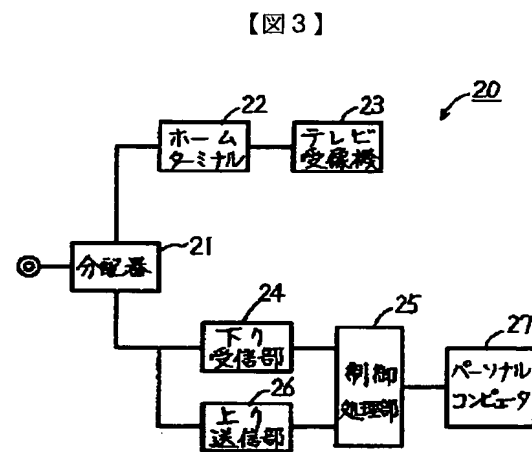 【図3】
20
22
23
ホーム
ターミナル
テレビ
受像機
21
分配器
24
25
27
下り
受信部
制御
処理部
パーソナル
コンピュータ
26
上り
送信部